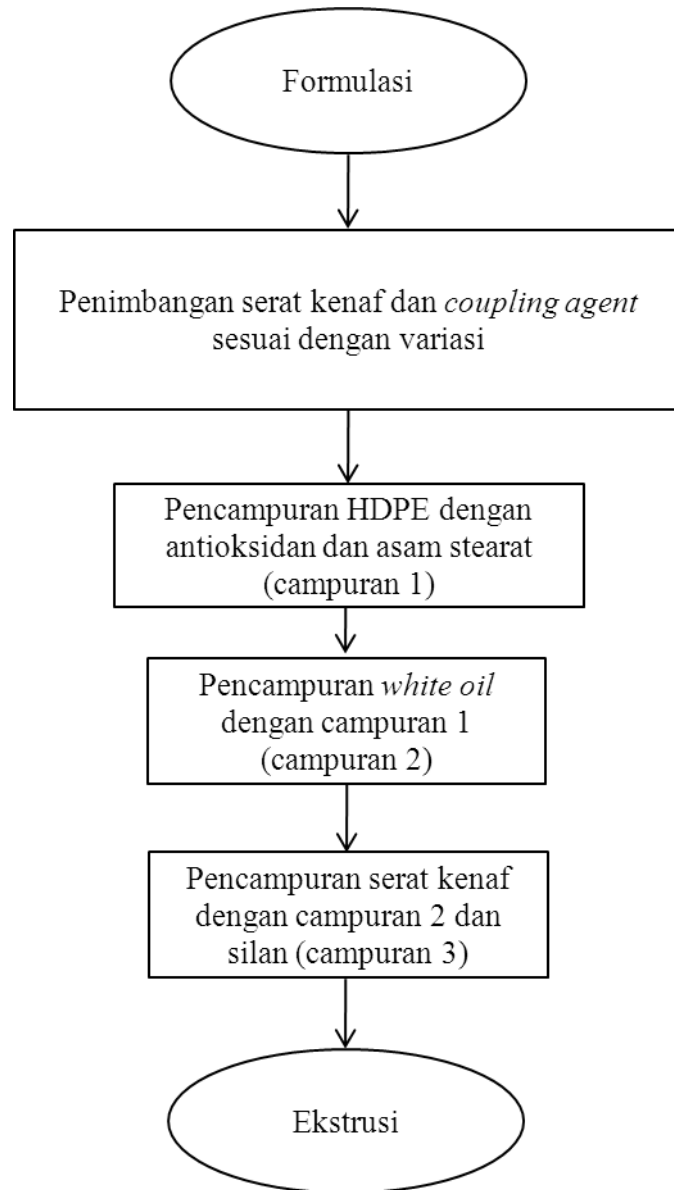 Formulasi
Penimbangan serat kenaf dan coupling agent
sesuai dengan variasi
Pencampuran HDPE dengan
antioksidan dan asam stearat
(campuran 1)
Pencampuran white oil
dengan campuran 1
(campuran 2)
Pencampuran serat kenaf
dengan campuran 2 dan
silan (campuran 3)
Ekstrusi